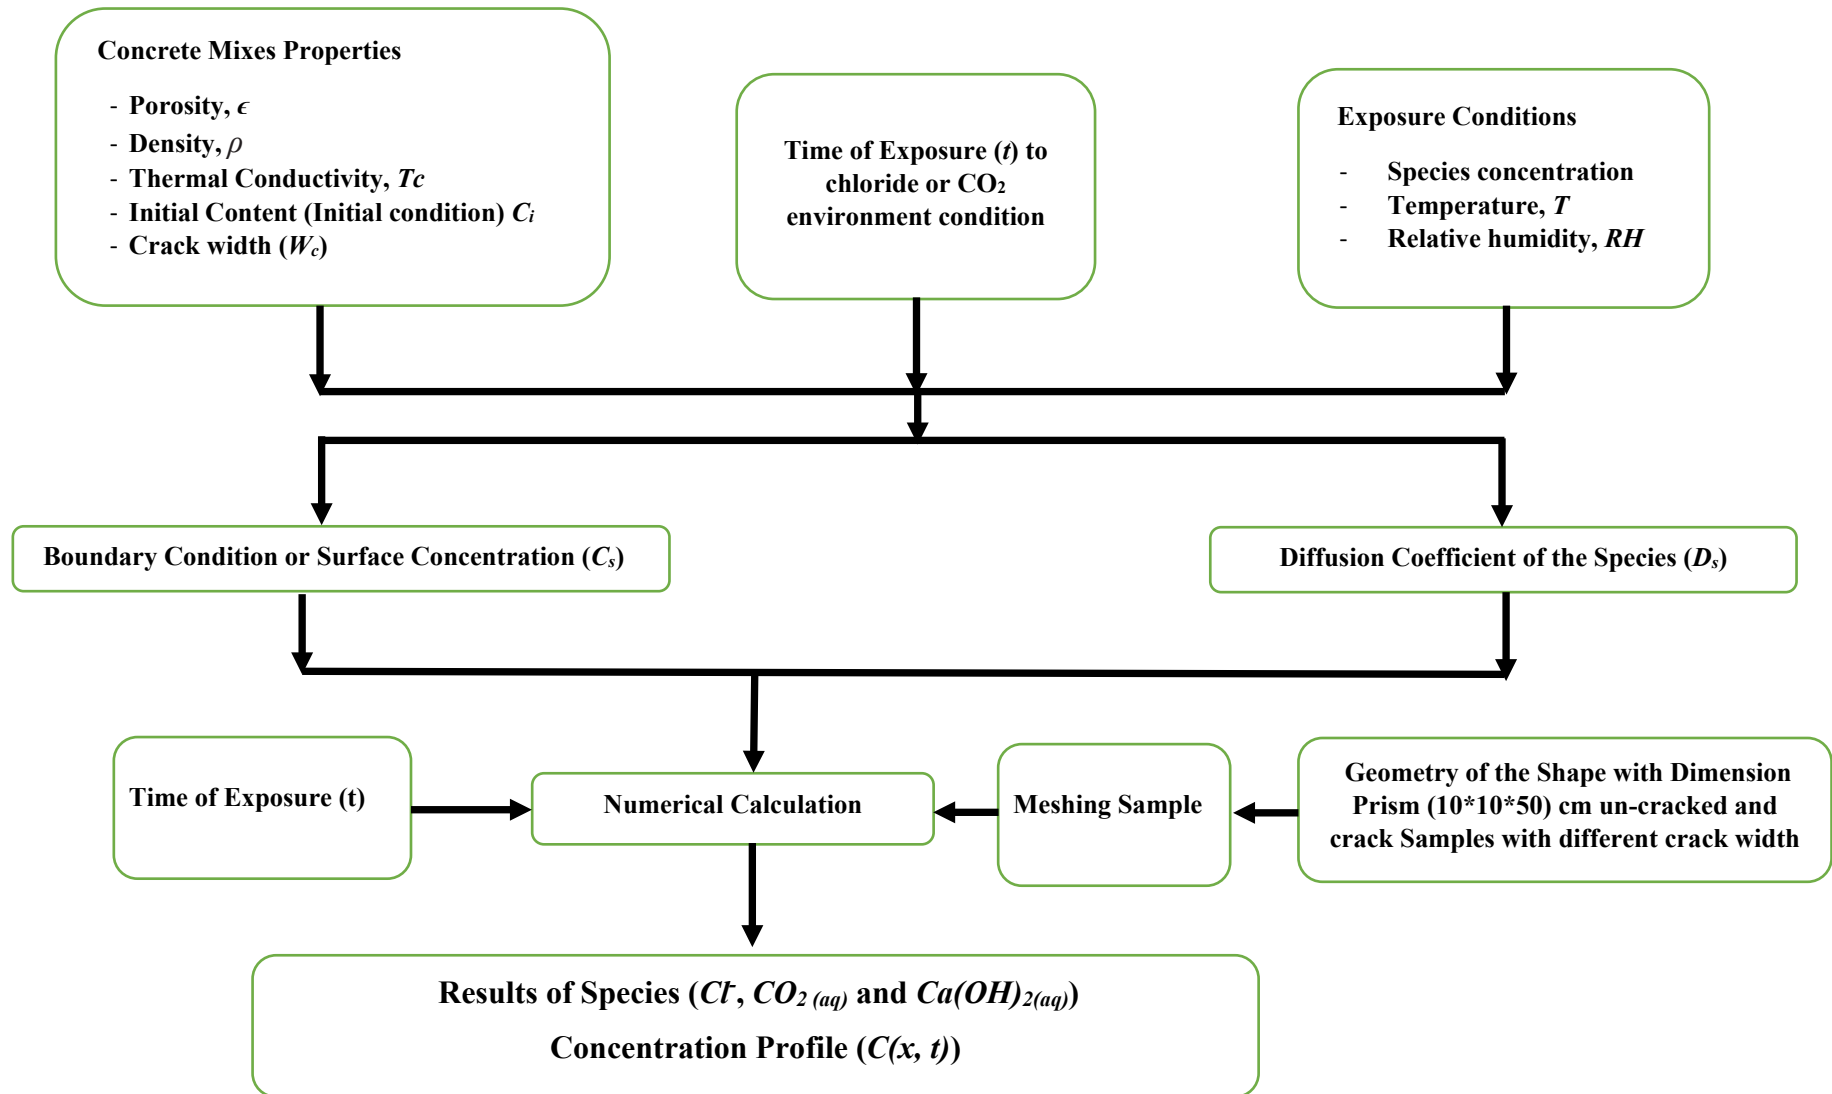 Concrete Mixes Properties
- Porosity, ϵ
- Density, ρ
- Thermal Conductivity, Tc
- Initial Content (Initial condition) Ci
- Crack width (Wc)
Time of Exposure (t) to
chloride or CO2
environment condition
Exposure Conditions
- Species concentration
- Temperature, T
- Relative humidity, RH
Boundary Condition or Surface Concentration (Cs)
Diffusion Coefficient of the Species (Ds)
Time of Exposure (t)
Numerical Calculation
Meshing Sample
Geometry of the Shape with Dimension
Prism (10*10*50) cm un-cracked and
crack Samples with different crack width
Results of Species (Cl-, CO2 (aq) and Ca(OH)2(aq))
Concentration Profile (C(x, t))